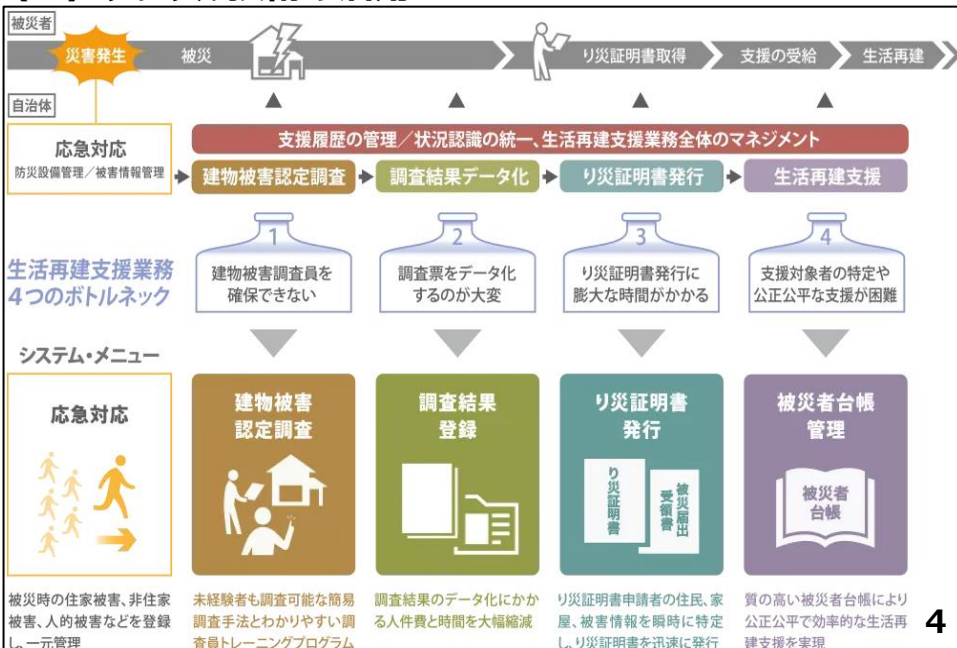 被災者
災害発生
被災
り災証明書取得
支援の受給
生活再建
自治体
応急対応
防災設備管理／被害情報管理
支援履歴の管理／状況認識の統一、生活再建支援業務全体のマネジメント
建物被害認定調査
調査結果データ化
り災証明書発行
生活再建支援
生活再建支援業務
4つのボトルネック
1
建物被害調査員を
確保できない
2
調査票をデータ化
するのが大変
3
り災証明書発行に
膨大な時間がかかる
4
支援対象者の特定や
公正公平な支援が困難
システム・メニュー
応急対応
建物被害
認定調査
調査結果
登録
り災証明書
発行
り災証明書
被災届出
受領書
被災者台帳
管理
被災者
台帳
被災時の住家被害、非住家
被害、人的被害などを登録
し、一元管理
未経験者も調査可能な簡易
調査手法とわかりやすい調
査員トレーニングプログラム
調査結果のデータ化にかか
る人件費と時間を大幅縮減
り災証明書申請者の住民、家
屋、被害情報を瞬時に特定
し、り災証明書を迅速に発行
質の高い被災者台帳により
公正公平で効率的な生活再
建支援を実現
4